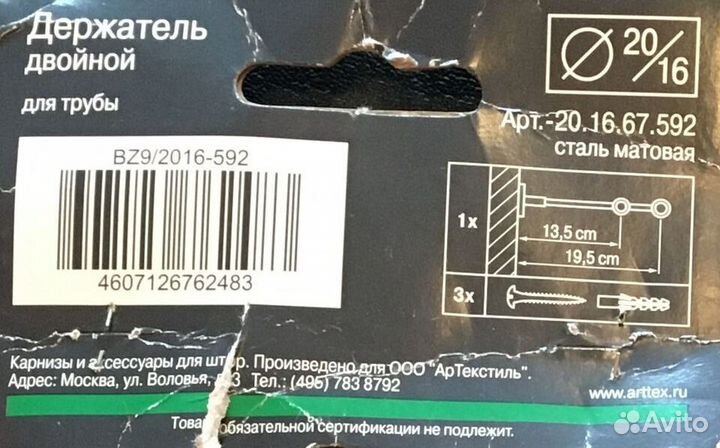 Держатель
двойной
для трубы
⌀ 20/16
Арт.-20.16.67.592
сталь матовая
BZ9/2016-592
4607126762483
1x
13,5 cm
19,5 cm
3x
Карнизы и аксессуары для штор. Произведено для ООО "АрТекстиль".
Адрес: Москва, ул. Воловья, Тел.: (495) 783 8792
www.arttex.ru
Товар обязательной сертификации не подлежит.
Avito